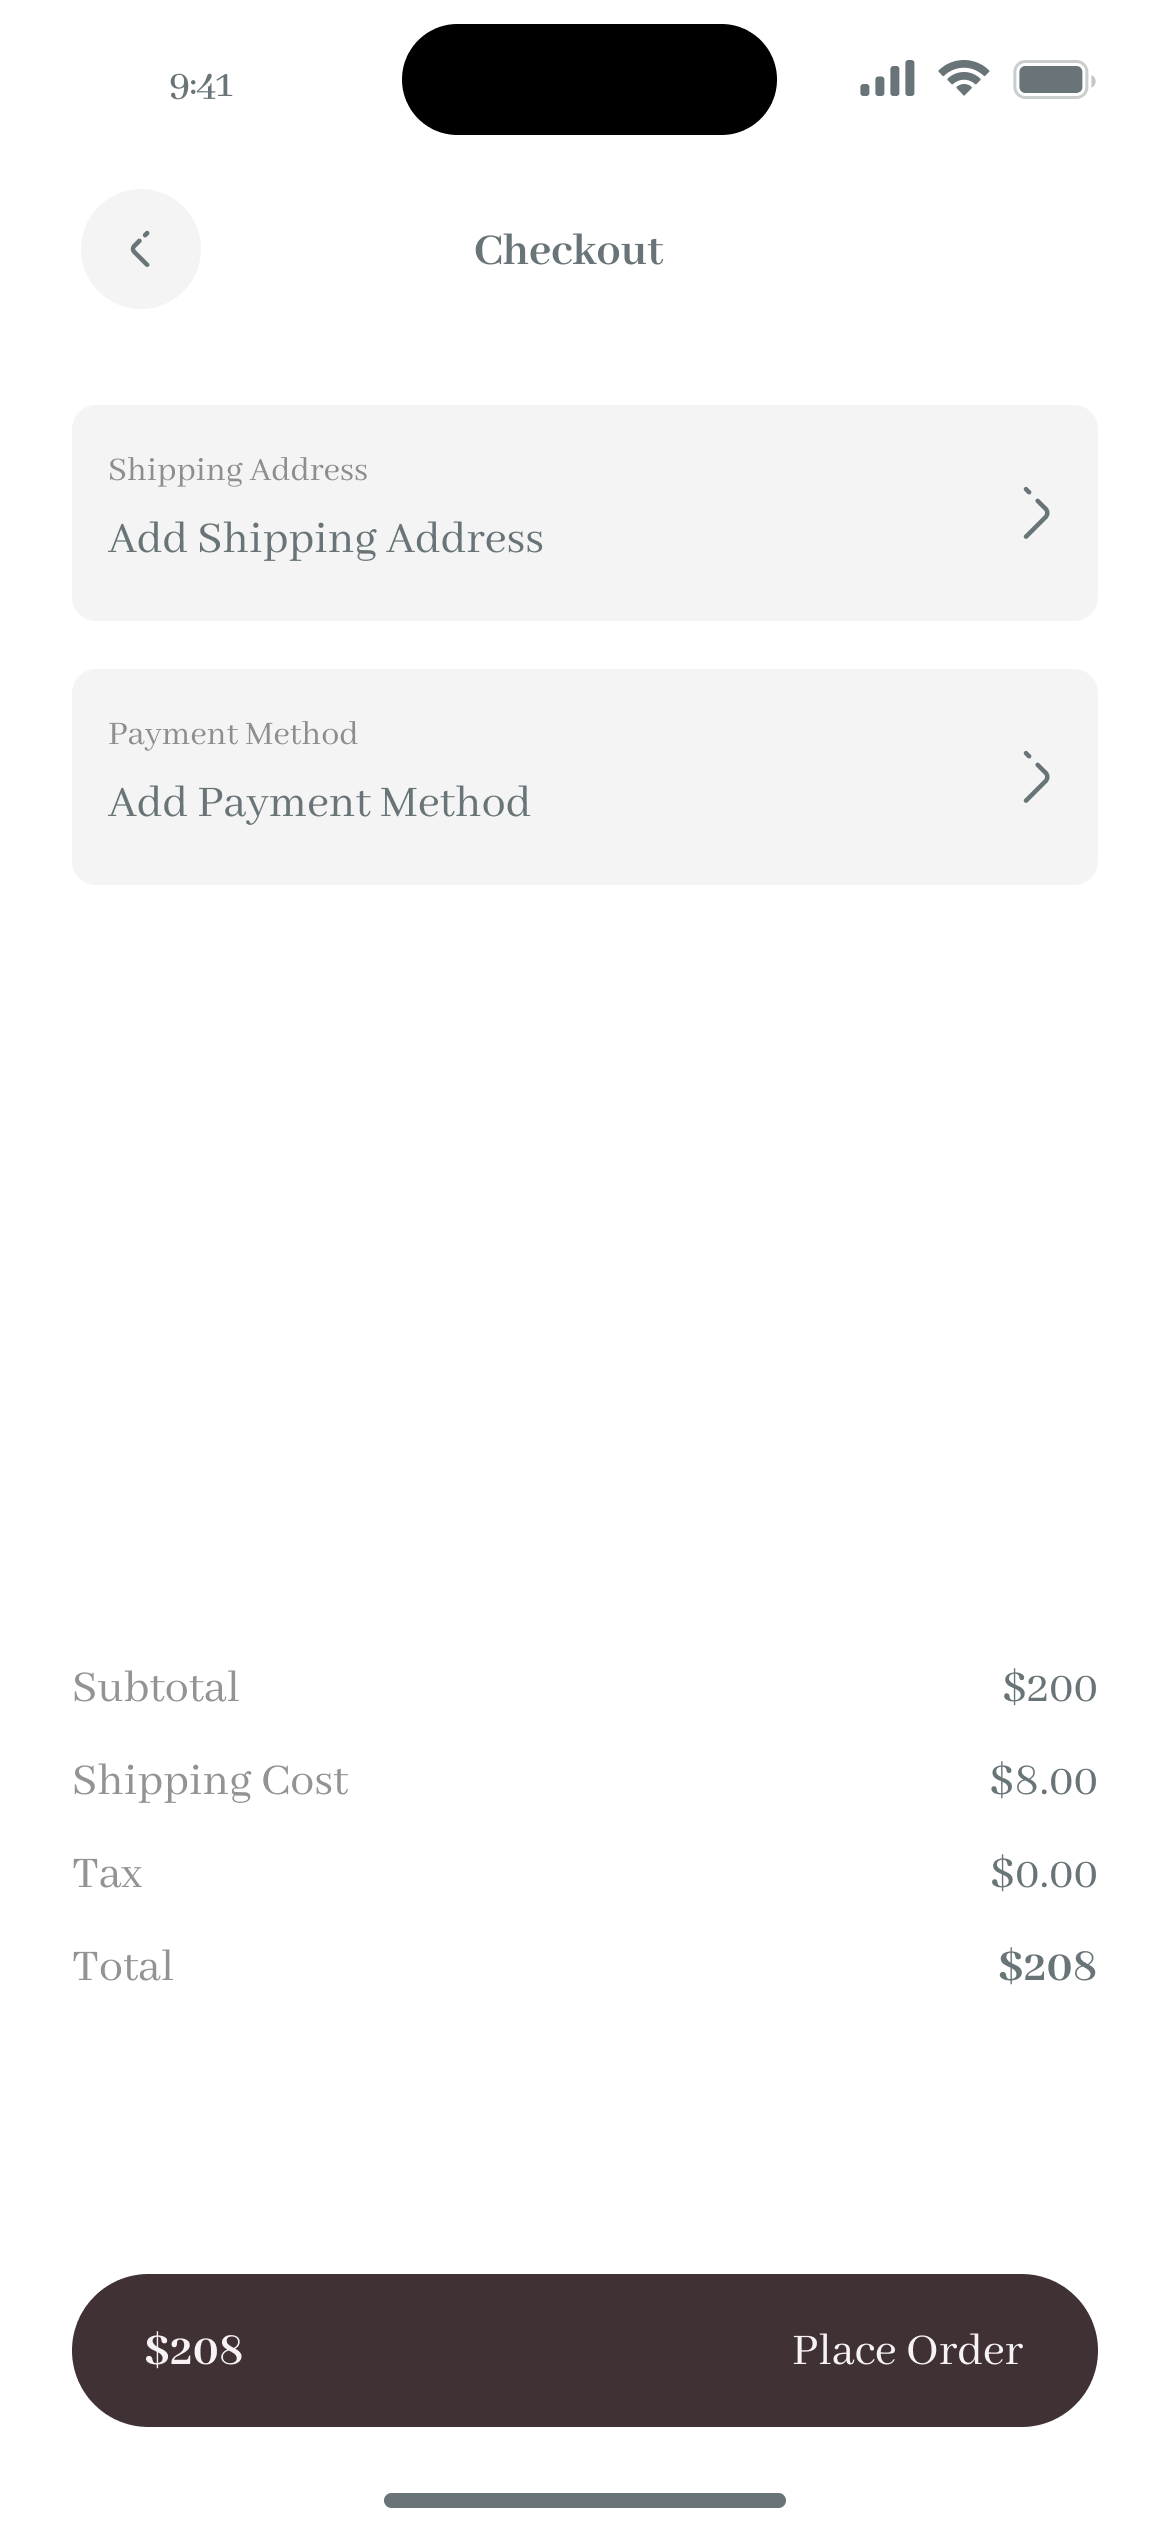 9:41
Checkout
Shipping Address
Add Shipping Address
Payment Method
Add Payment Method
Subtotal $200
Shipping Cost $8.00
Tax $0.00
Total $208
$208 Place Order